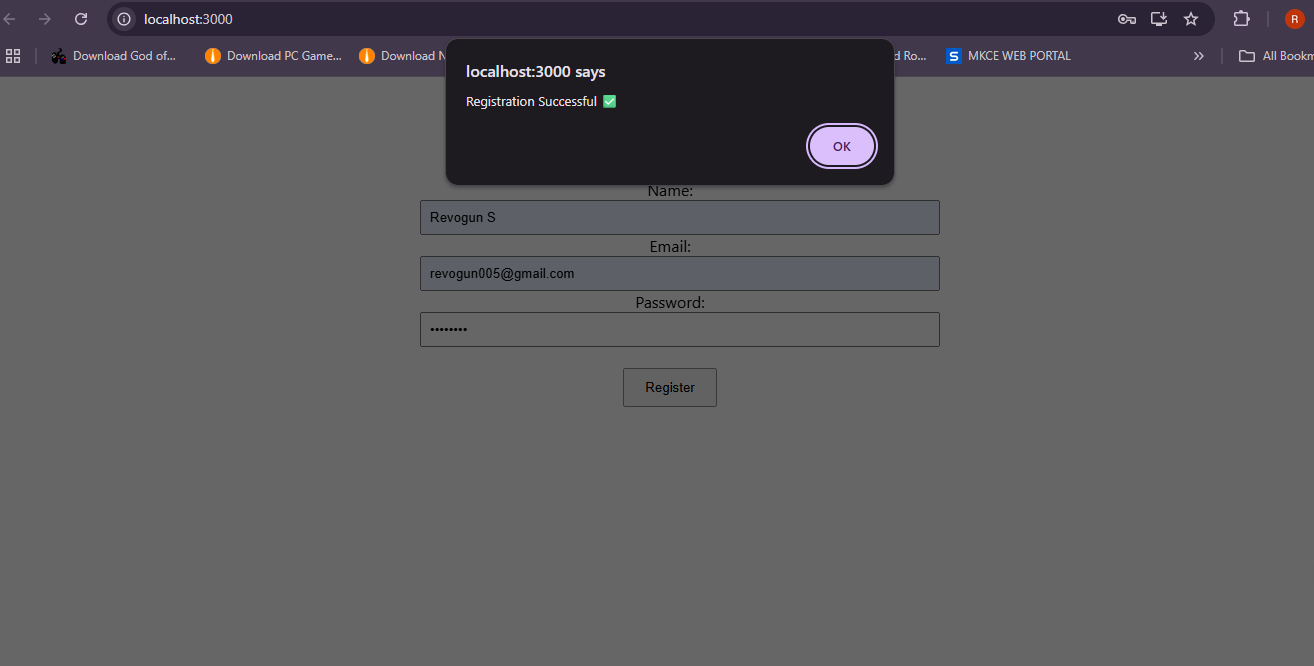 localhost:3000
R
Download God of...
Download PC Game...
Download N
d Ro...
S
MKCE WEB PORTAL
All Bookm
localhost:3000 says
Registration Successful ✅
OK
Name:
Revogun S
Email:
revogun005@gmail.com
Password:
••••••••
Register